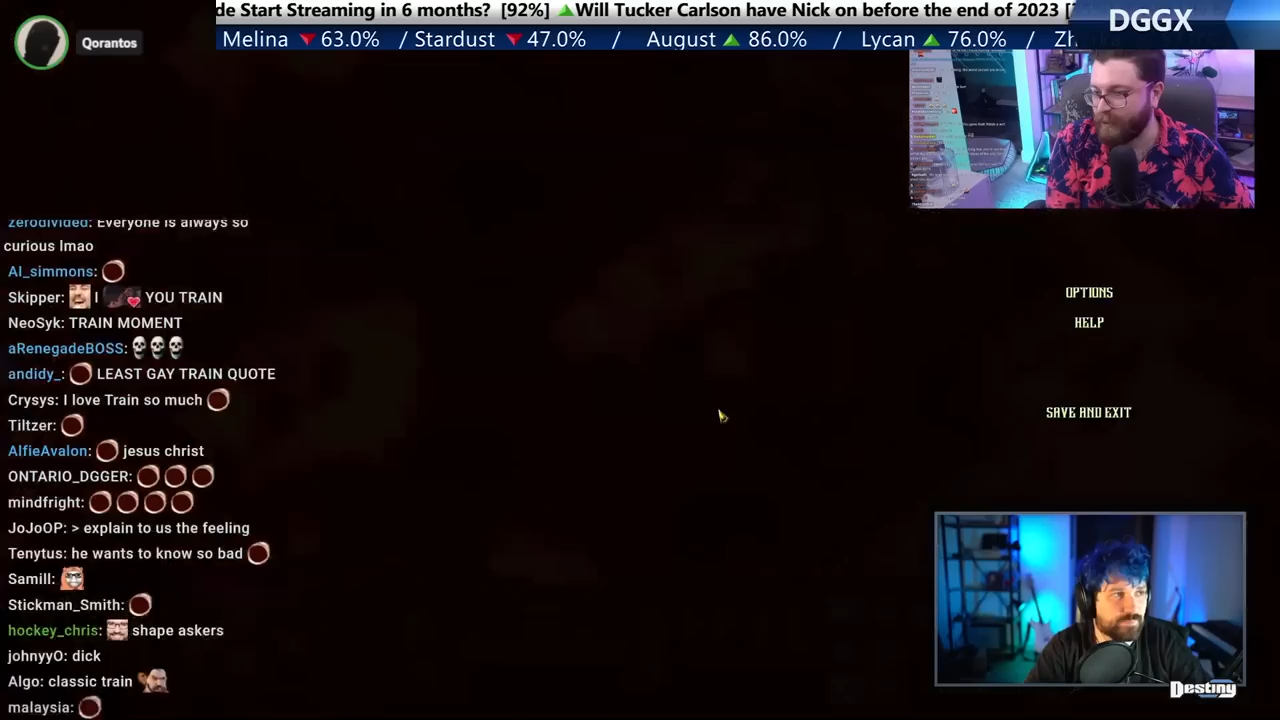 de Start Streaming in 6 months? [92%] Will Tucker Carlson have Nick on before the end of 2023
DGGX
Melina 63.0% / Stardust 47.0% / August 86.0% / Lycan 76.0% / Zh
Qorantos
zerodivided: Everyone is always so
curious lmao
Al_simmons:
Skipper: I YOU TRAIN
NeoSyk: TRAIN MOMENT
aRenegadeBOSS:
andidy_: LEAST GAY TRAIN QUOTE
Crysys: I love Train so much
Tiltzer:
AlfieAvalon: jesus christ
ONTARIO_DGGER:
mindfright:
JoJoOP: > explain to us the feeling
Tenytus: he wants to know so bad
Samill:
Stickman_Smith:
hockey_chris: shape askers
johnyyO: dick
Algo: classic train
malaysia:
OPTIONS
HELP
SAVE AND EXIT
Destiny